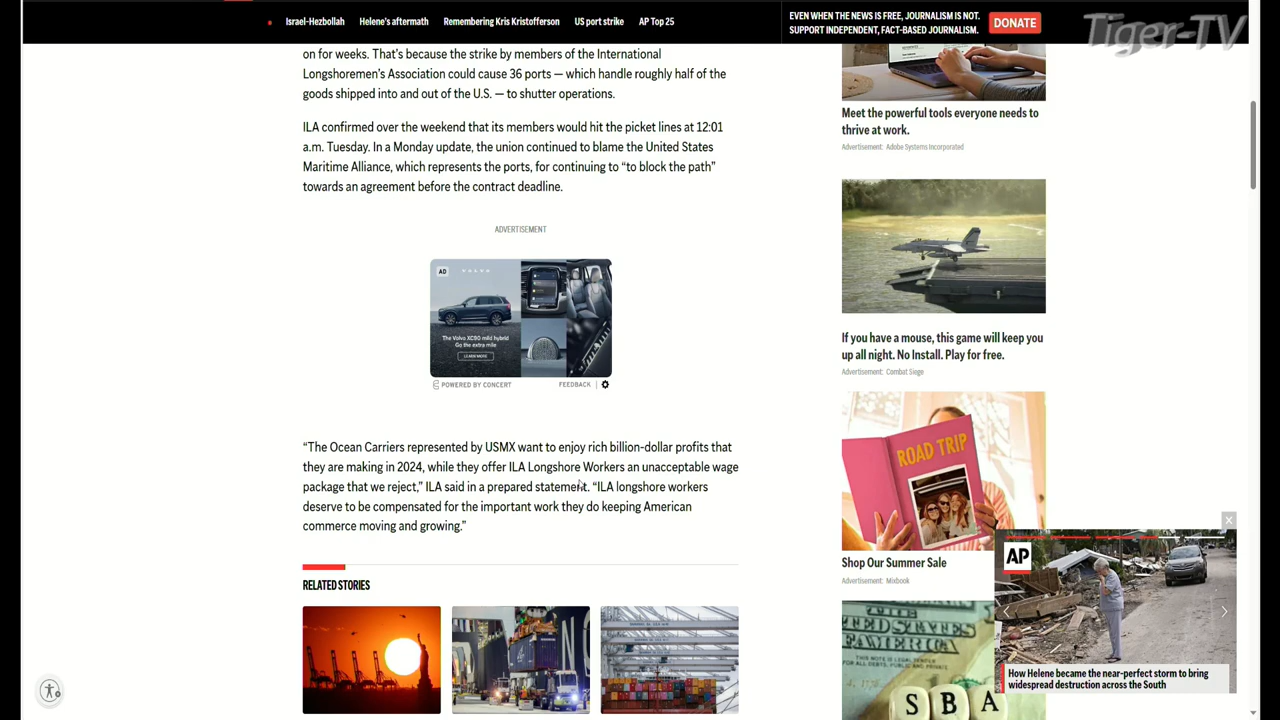 Israel-Hezbollah
Helene's aftermath
Remembering Kris Kristofferson
US port strike
AP Top 25
EVEN WHEN THE NEWS IS FREE, JOURNALISM IS NOT.
SUPPORT INDEPENDENT, FACT-BASED JOURNALISM.
DONATE
Tiger-TV
on for weeks. That's because the strike by members of the International
Longshoremen's Association could cause 36 ports — which handle roughly half of the
goods shipped into and out of the U.S. — to shutter operations.
ILA confirmed over the weekend that its members would hit the picket lines at 12:01
a.m. Tuesday. In a Monday update, the union continued to blame the United States
Maritime Alliance, which represents the ports, for continuing to “to block the path”
towards an agreement before the contract deadline.
ADVERTISEMENT
AD
VOLVO
The Volvo XC90 mild hybrid
Go the extra mile
LEARN MORE
POWERED BY CONCERT
FEEDBACK
“The Ocean Carriers represented by USMX want to enjoy rich billion-dollar profits that
they are making in 2024, while they offer ILA Longshore Workers an unacceptable wage
package that we reject,” ILA said in a prepared statement. “ILA longshore workers
deserve to be compensated for the important work they do keeping American
commerce moving and growing.”
RELATED STORIES
Meet the powerful tools everyone needs to
thrive at work.
Advertisement: Adobe Systems Incorporated
If you have a mouse, this game will keep you
up all night. No Install. Play for free.
Advertisement: Combat Siege
ROAD TRIP
Shop Our Summer Sale
Advertisement: Mixbook
SBA
AP
How Helene became the near-perfect storm to bring
widespread destruction across the South